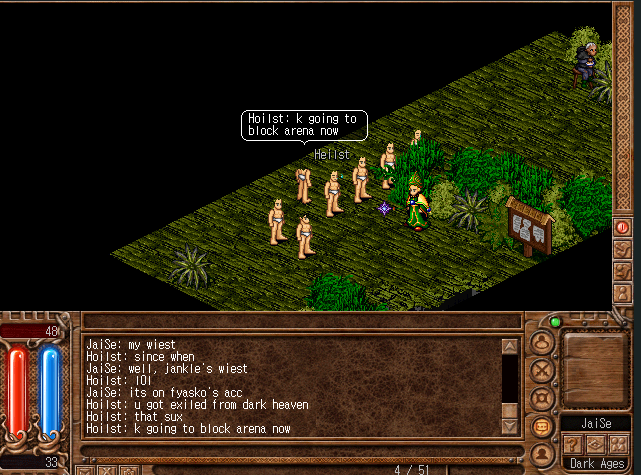 Hoilst: k going to
block arena now
Heilst
48
JaiSe: my wiest
Hoilst: since when
JaiSe: well, jankle's wiest
Hoilst: lOl
JaiSe: its on fyasko's acc
Hoilst: u got exiled from dark heaven
Hoilst: that sux
Hoilst: k going to block arena now
JaiSe
33
4 / 51
Dark Ages